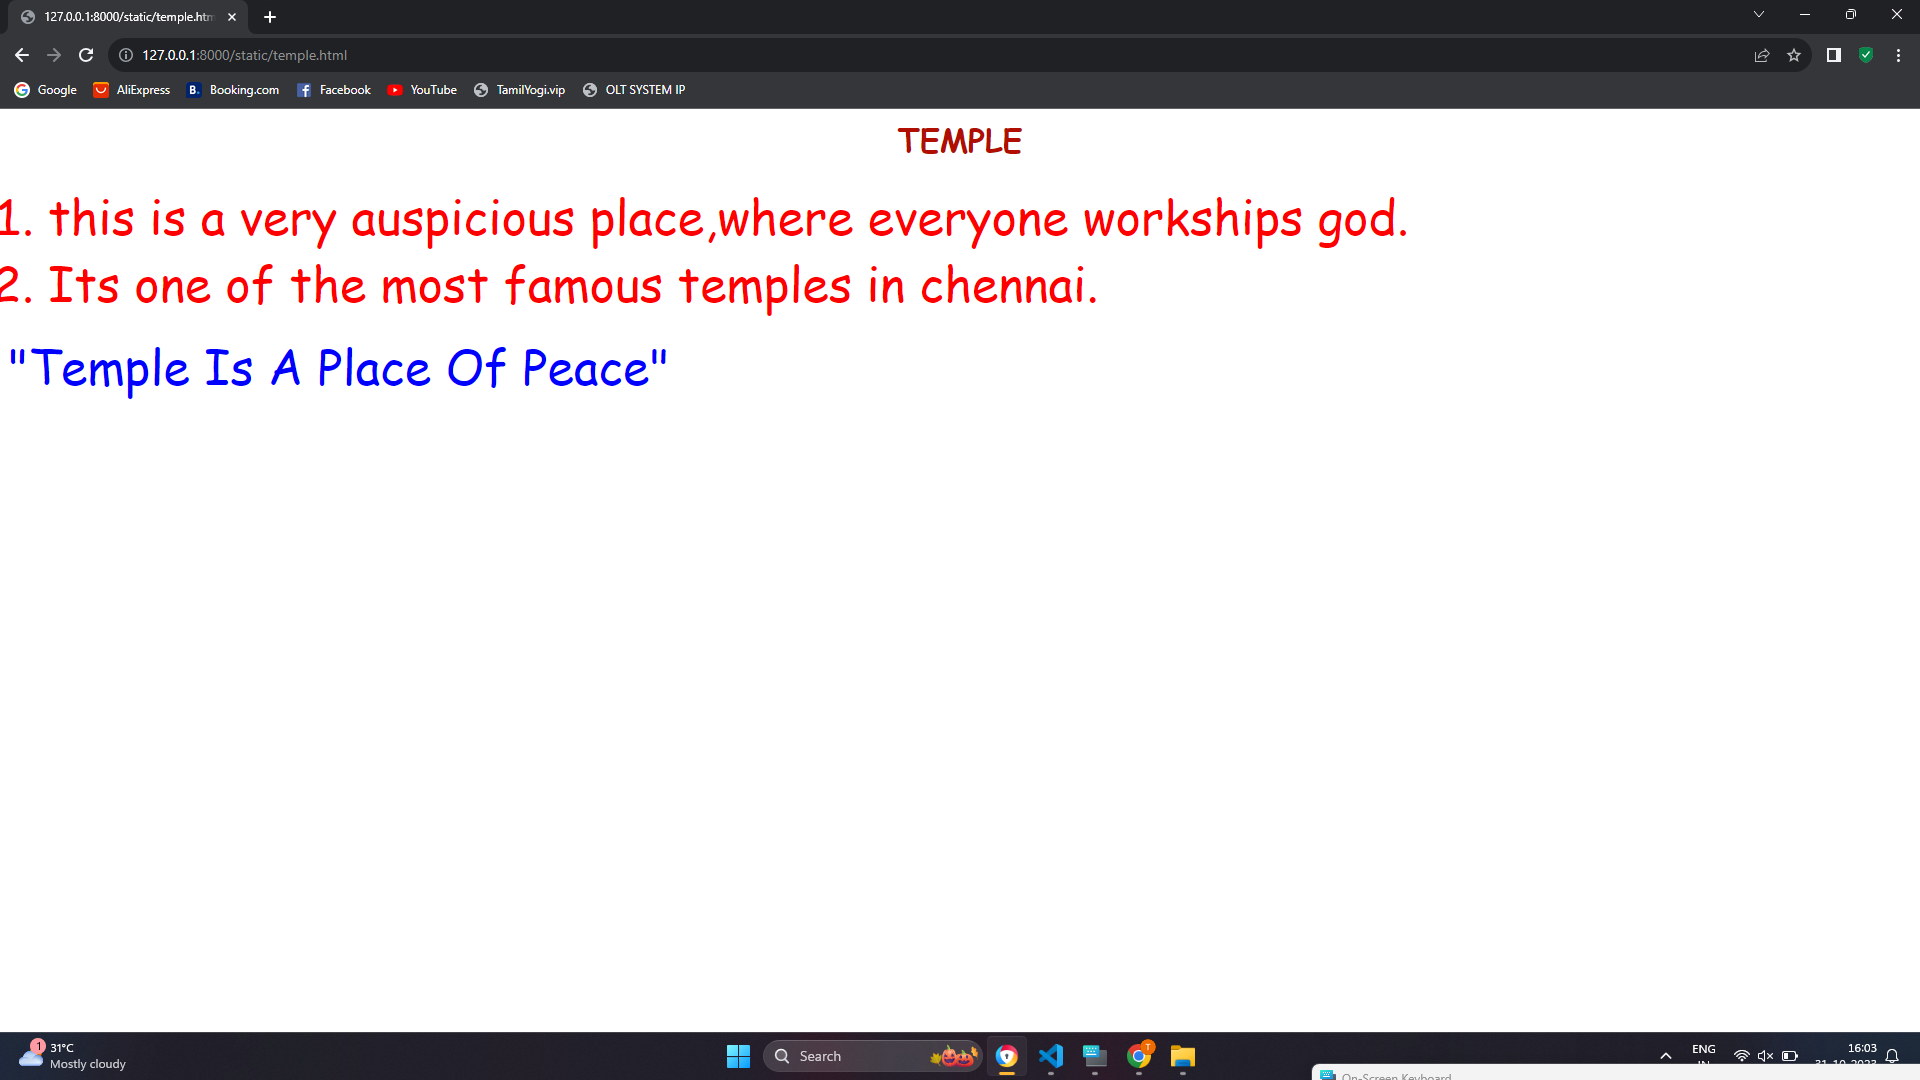 127.0.0.1:8000/static/temple.htm
127.0.0.1:8000/static/temple.html
Google AliExpress Booking.com Facebook YouTube TamilYogi.vip OLT SYSTEM IP
TEMPLE
1. this is a very auspicious place,where everyone workships god.
2. Its one of the most famous temples in chennai.
"Temple Is A Place Of Peace"
1 31°C
Mostly cloudy
Search
T
ENG
IN
16:03
31-10-2023
On-Screen Keyboard